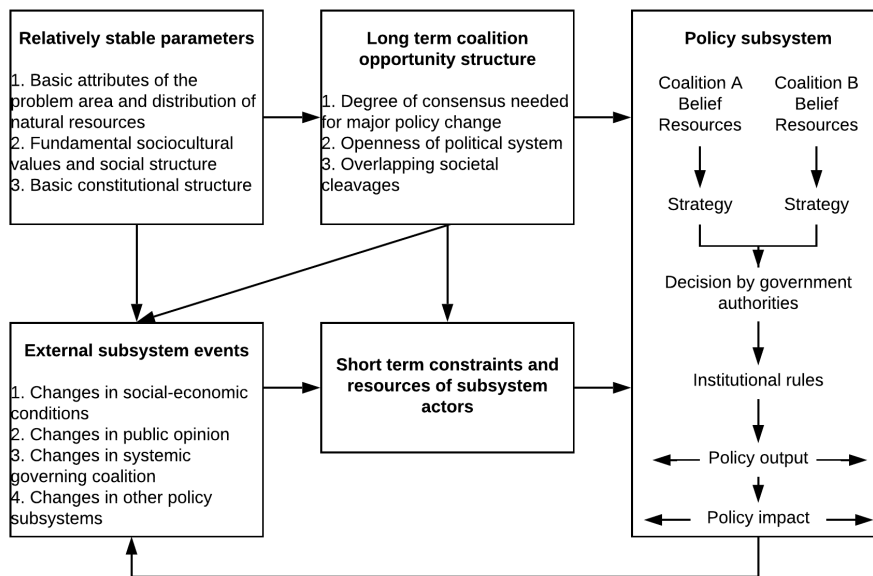 Relatively stable parameters
1. Basic attributes of the
problem area and distribution of
natural resources
2. Fundamental sociocultural
values and social structure
3. Basic constitutional structure
Long term coalition
opportunity structure
1. Degree of consensus needed
for major policy change
2. Openness of political system
3. Overlapping societal
cleavages
Policy subsystem
Coalition A
Belief
Resources
Coalition B
Belief
Resources
Strategy
Strategy
Decision by government
authorities
Institutional rules
Policy output
Policy impact
External subsystem events
1. Changes in social-economic
conditions
2. Changes in public opinion
3. Changes in systemic
governing coalition
4. Changes in other policy
subsystems
Short term constraints and
resources of subsystem
actors